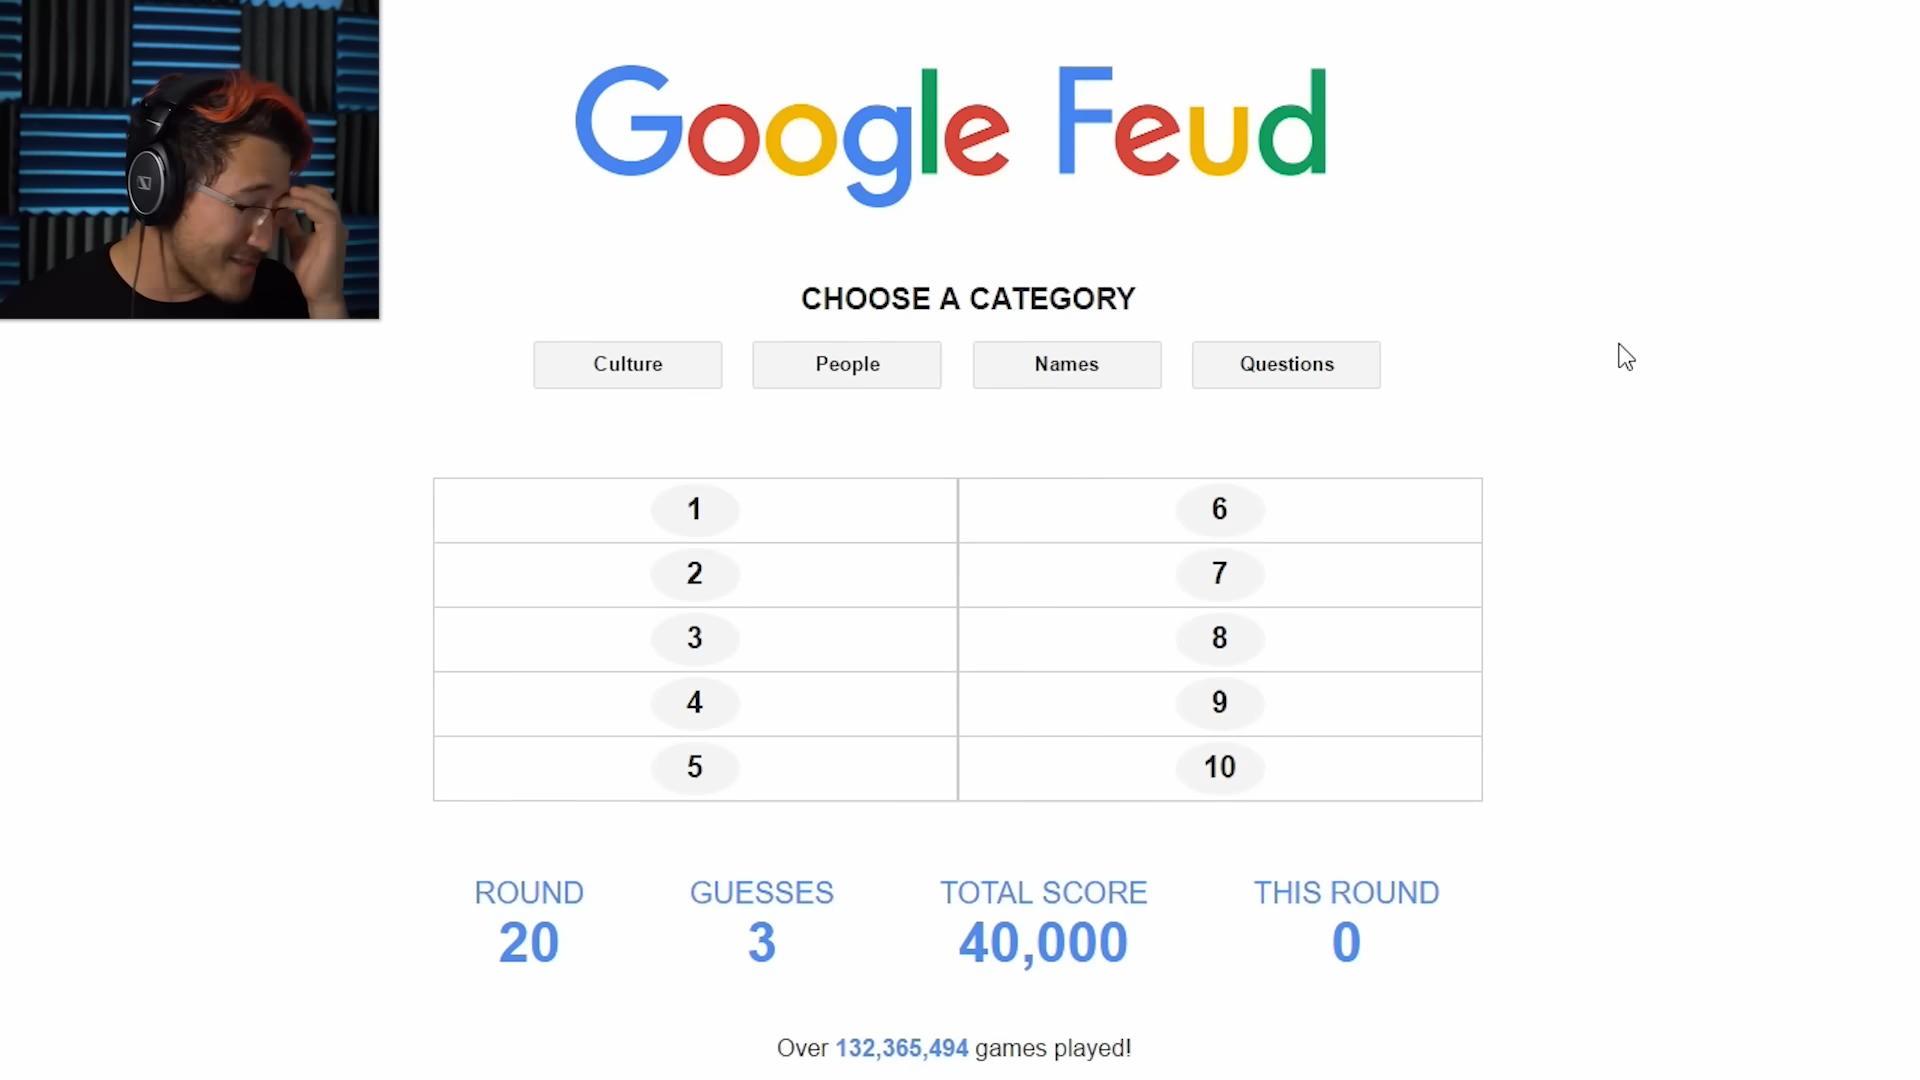 Google Feud
CHOOSE A CATEGORY
Culture People Names Questions
1 6
2 7
3 8
4 9
5 10
ROUND GUESSES TOTAL SCORE THIS ROUND
20 3 40,000 0
Over 132,365,494 games played!